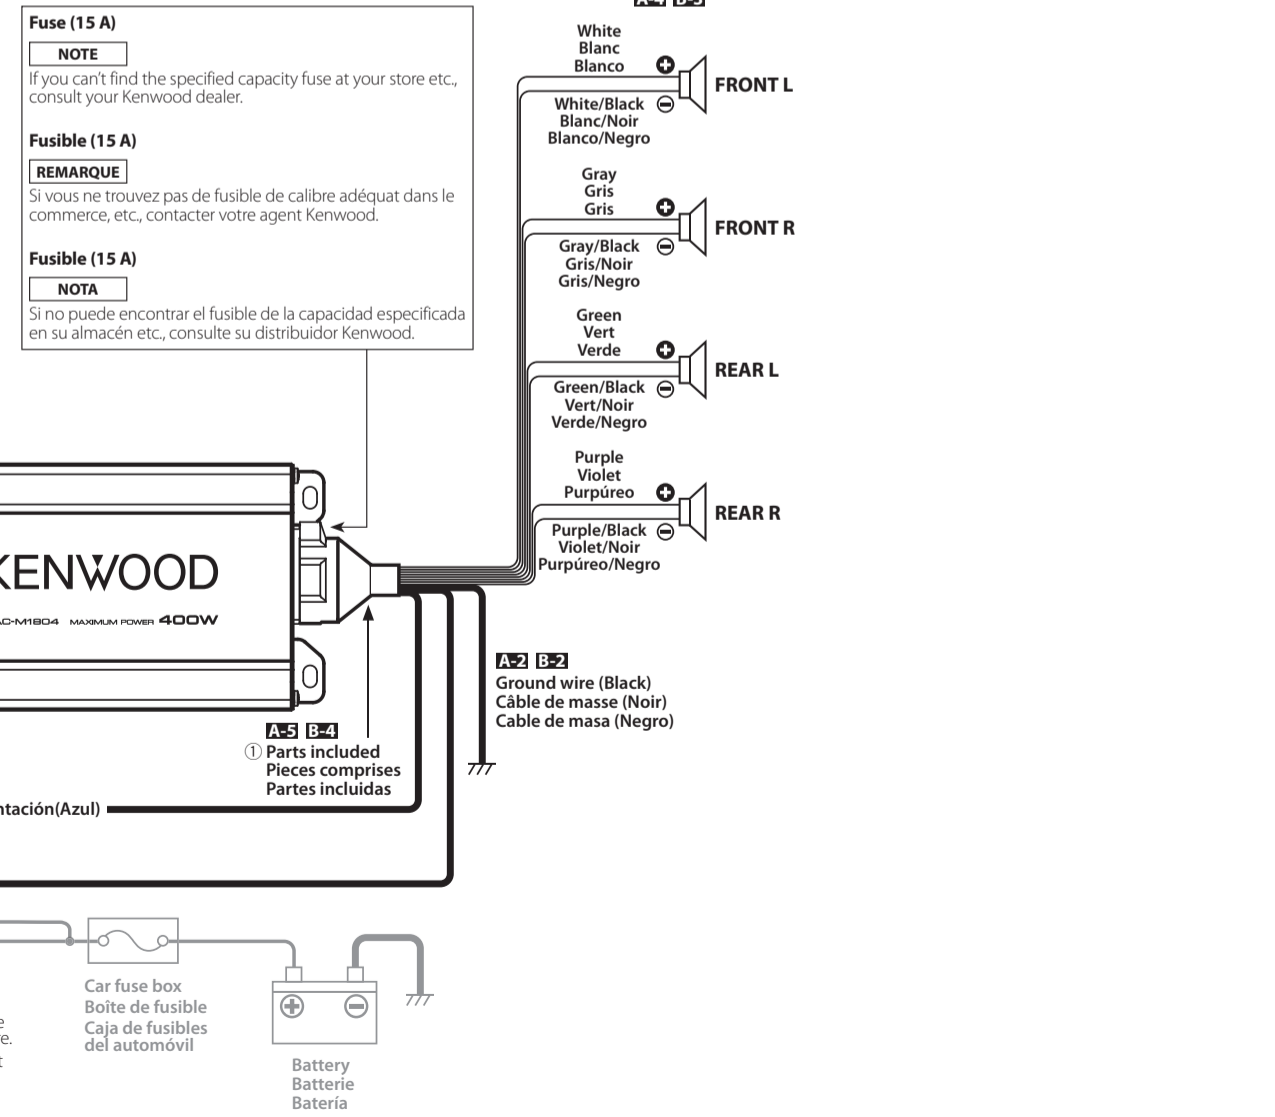 Fuse (15 A)
NOTE
If you can't find the specified capacity fuse at your store etc.,
consult your Kenwood dealer.
Fusible (15 A)
REMARQUE
Si vous ne trouvez pas de fusible de calibre adéquat dans le
commerce, etc., contacter votre agent Kenwood.
Fusible (15 A)
NOTA
Si no puede encontrar el fusible de la capacidad especificada
en su almacén etc., consulte su distribuidor Kenwood.
White
Blanc
Blanco
FRONT L
White/Black
Blanc/Noir
Blanco/Negro
Gray
Gris
Gris
FRONT R
Gray/Black
Gris/Noir
Gris/Negro
Green
Vert
Verde
REAR L
Green/Black
Vert/Noir
Verde/Negro
Purple
Violet
Purpúreo
REAR R
Purple/Black
Violet/Noir
Purpúreo/Negro
KENWOOD
AC-M1804 MAXIMUM POWER 400W
A-2 B-2
Ground wire (Black)
Câble de masse (Noir)
Cable de masa (Negro)
A-5 B-4
① Parts included
Pieces comprises
Partes incluidas
ntación(Azul)
Car fuse box
Boîte de fusible
Caja de fusibles
del automóvil
Battery
Batterie
Batería